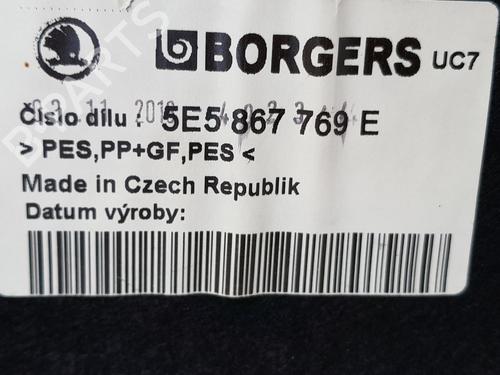 BORGERS UC7
Číslo dílu : 5E5 867 769 E
> PES,PP+GF,PES <
Made in Czech Republik
Datum výroby: